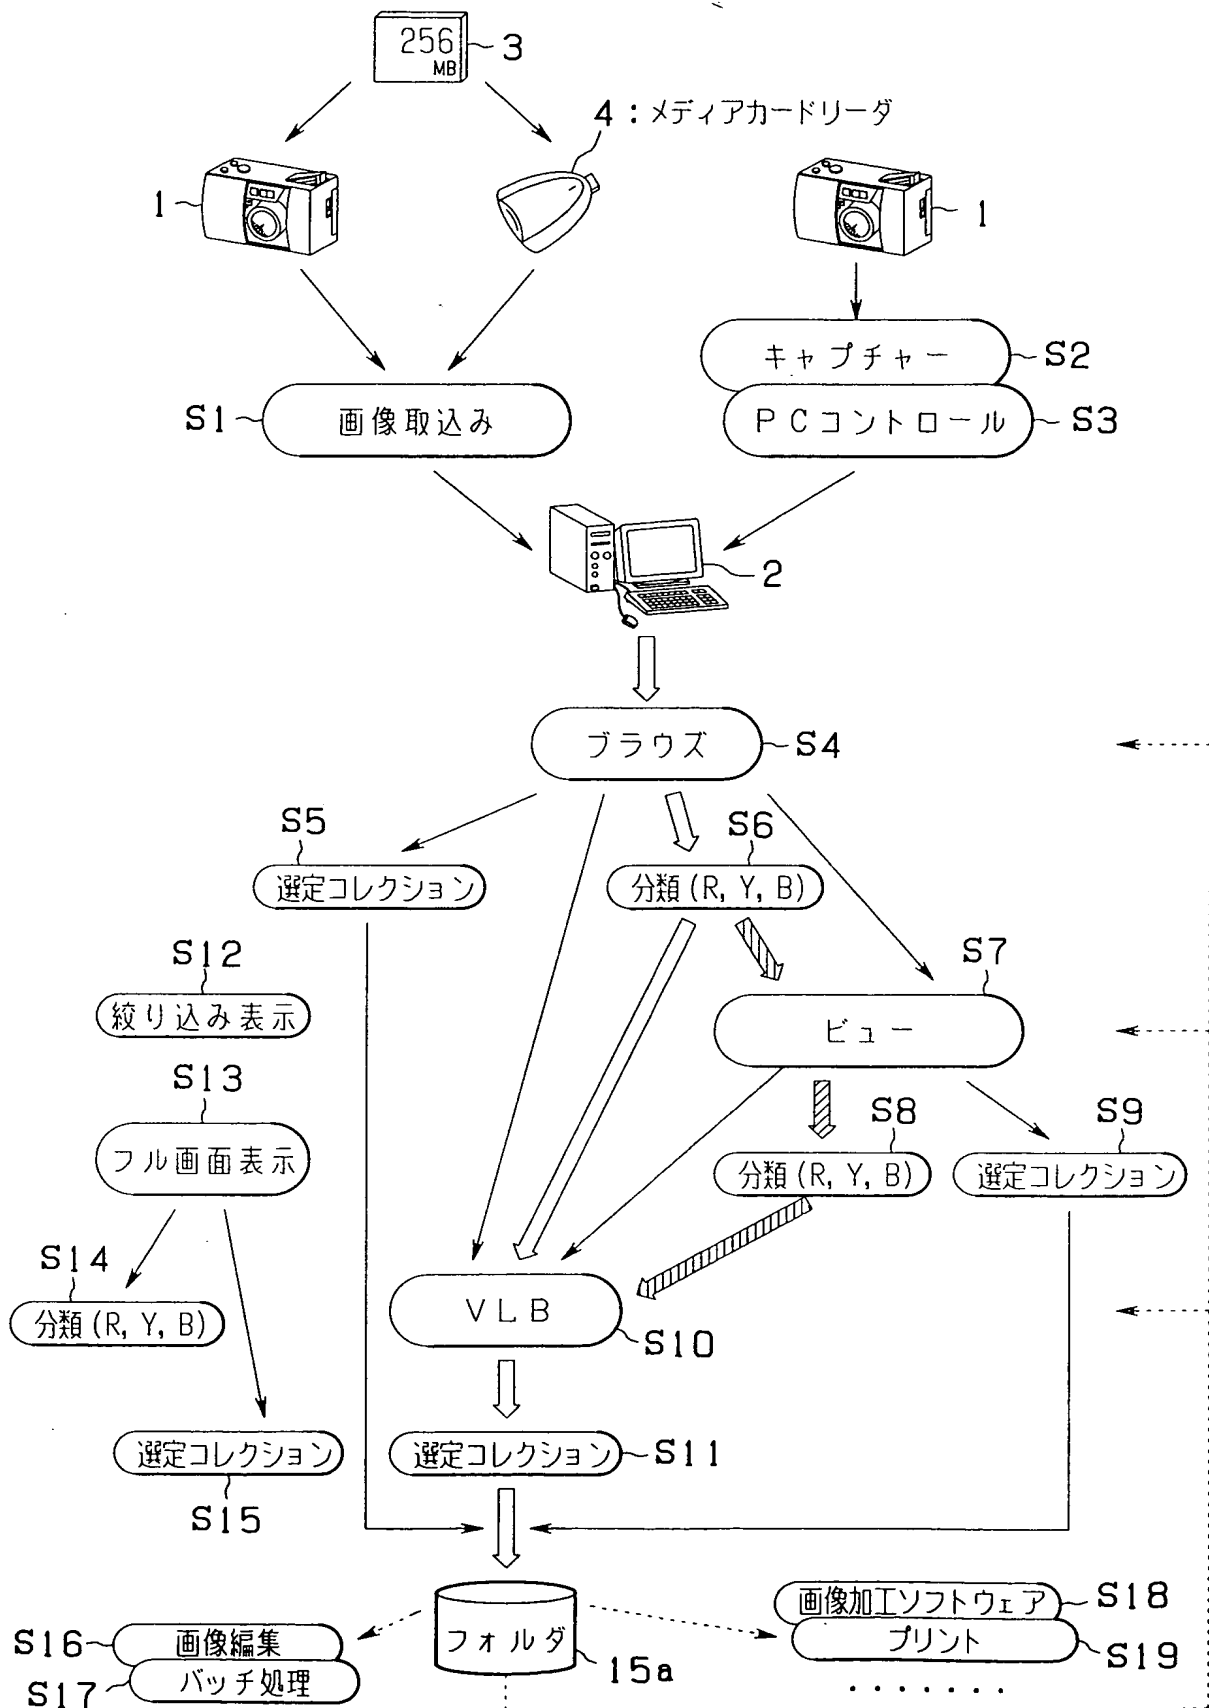 256
MB
3
4：メディアカードリーダ
1
1
キャプチャー
S2
S1
画像取込み
PCコントロール
S3
2
ブラウズ
S4
S5
選定コレクション
S6
分類(R, Y, B)
S7
ビュー
S12
絞り込み表示
S13
フル画面表示
S8
分類(R, Y, B)
S9
選定コレクション
S14
分類(R, Y, B)
VLB
S10
選定コレクション
S15
選定コレクション
S11
S16
画像編集
S17
バッチ処理
フォルダ
15a
画像加工ソフトウェア
S18
プリント
S19
.......